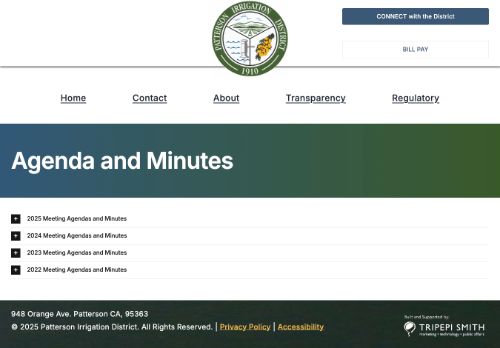 PATTERSON IRRIGATION DISTRICT
1910
CONNECT with the District
BILL PAY
Home Contact About Transparency Regulatory
Agenda and Minutes
2025 Meeting Agendas and Minutes
2024 Meeting Agendas and Minutes
2023 Meeting Agendas and Minutes
2022 Meeting Agendas and Minutes
948 Orange Ave. Patterson CA, 95363
© 2025 Patterson Irrigation District. All Rights Reserved. | Privacy Policy | Accessibility
Built and Supported by:
TRIPEPI SMITH
marketing • technology • public affairs